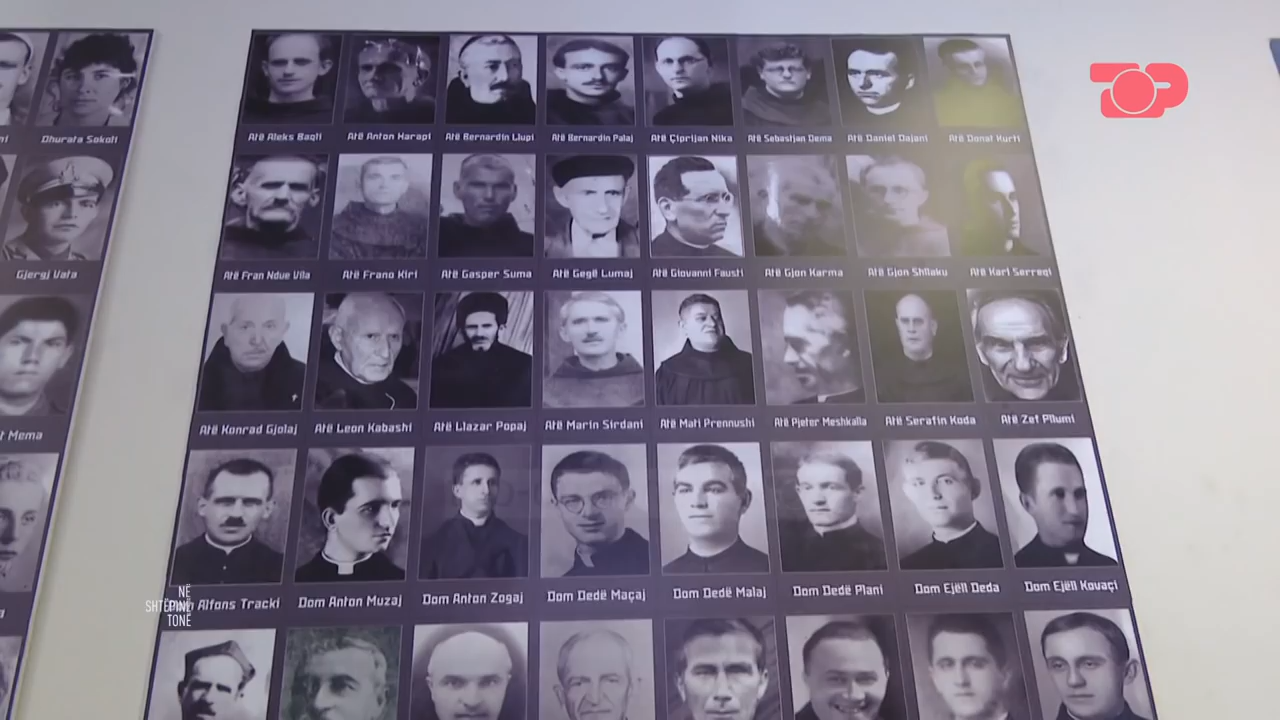 TOP
Dhurata Sokoli
Atë Aleks Baqli
Atë Anton Harapi
Atë Bernardin Llupi
Atë Bernardin Palaj
Atë Çiprijan Nika
Atë Sebastjan Dema
Atë Daniel Dajani
Atë Donat Kurti
Gjergj Vata
Atë Fran Ndue Vila
Atë Frano Kiri
Atë Gasper Suma
Atë Gegë Lumaj
Atë Giovanni Fausti
Atë Gjon Karma
Atë Gjon Shllaku
Atë Karl Serreqi
Mema
Atë Konrad Gjolaj
Atë Leon Kabashi
Atë Llazar Popaj
Atë Marin Sirdani
Atë Mati Prennushi
Atë Pjeter Meshkalla
Atë Serafin Koda
Atë Zef Pllumi
Alfons Tracki
Dom Anton Muzaj
Dom Anton Zogaj
Dom Dedë Maçaj
Dom Dedë Malaj
Dom Dedë Plani
Dom Ejëll Deda
Dom Ejëll Kovaçi
NË
SHTËPINË
TONË